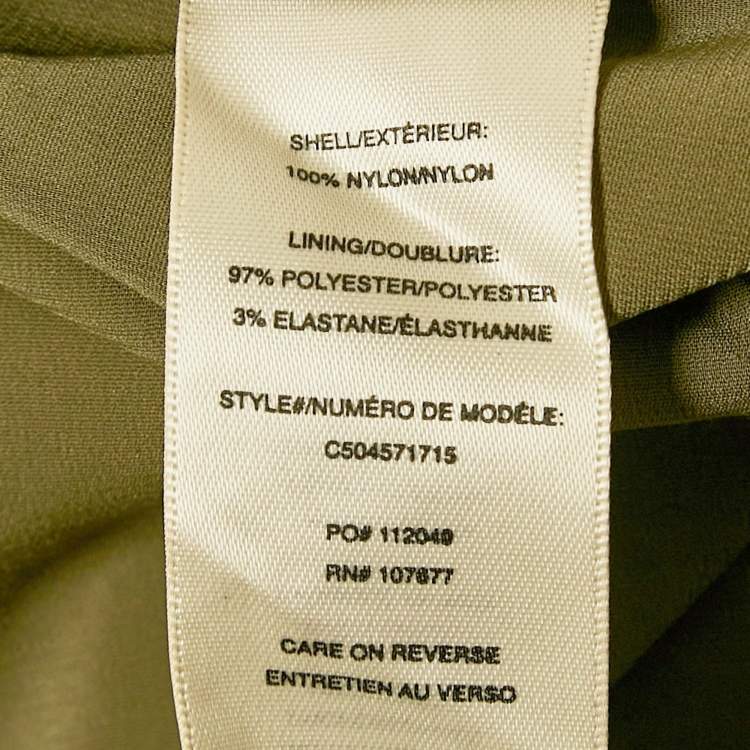 SHELL/EXTÉRIEUR:
100% NYLON/NYLON
LINING/DOUBLURE:
97% POLYESTER/POLYESTER
3% ELASTANE/ÉLASTHANNE
STYLE#/NUMÉRO DE MODÈLE:
C504571715
PO# 112049
RN# 107677
CARE ON REVERSE
ENTRETIEN AU VERSO